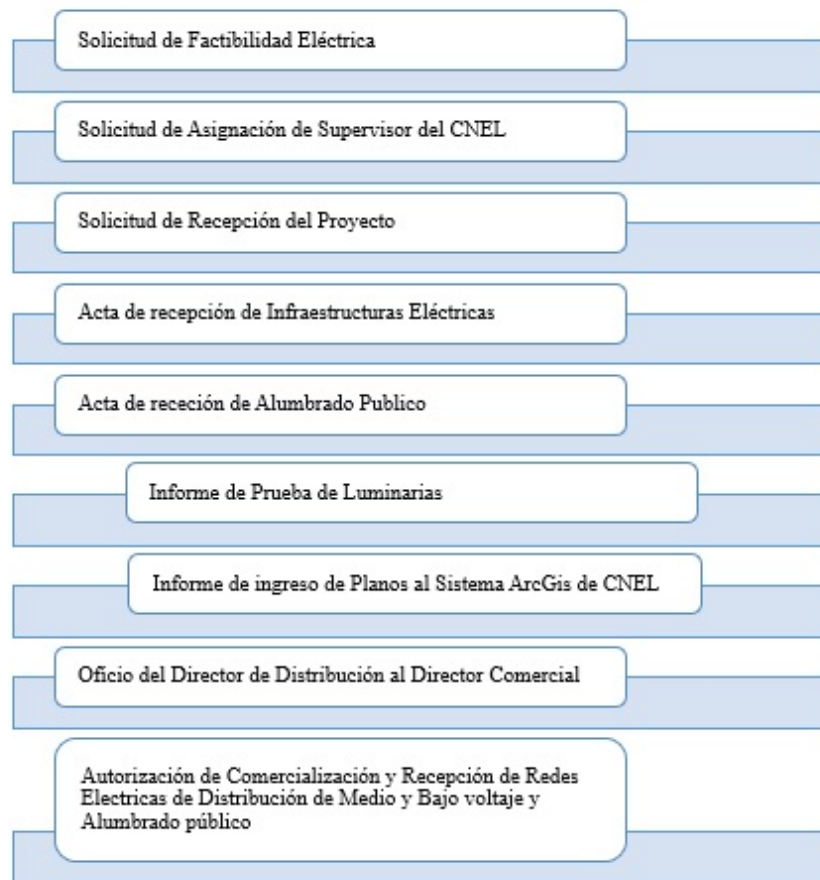 Solicitud de Factibilidad Eléctrica
Solicitud de Asignación de Supervisor del CNEL
Solicitud de Recepción del Proyecto
Acta de recepción de Infraestructuras Eléctricas
Acta de receción de Alumbrado Publico
Informe de Prueba de Luminarias
Informe de ingreso de Planos al Sistema ArcGis de CNEL
Oficio del Director de Distribución al Director Comercial
Autorización de Comercialización y Recepción de Redes
Electricas de Distribución de Medio y Bajo voltaje y
Alumbrado público